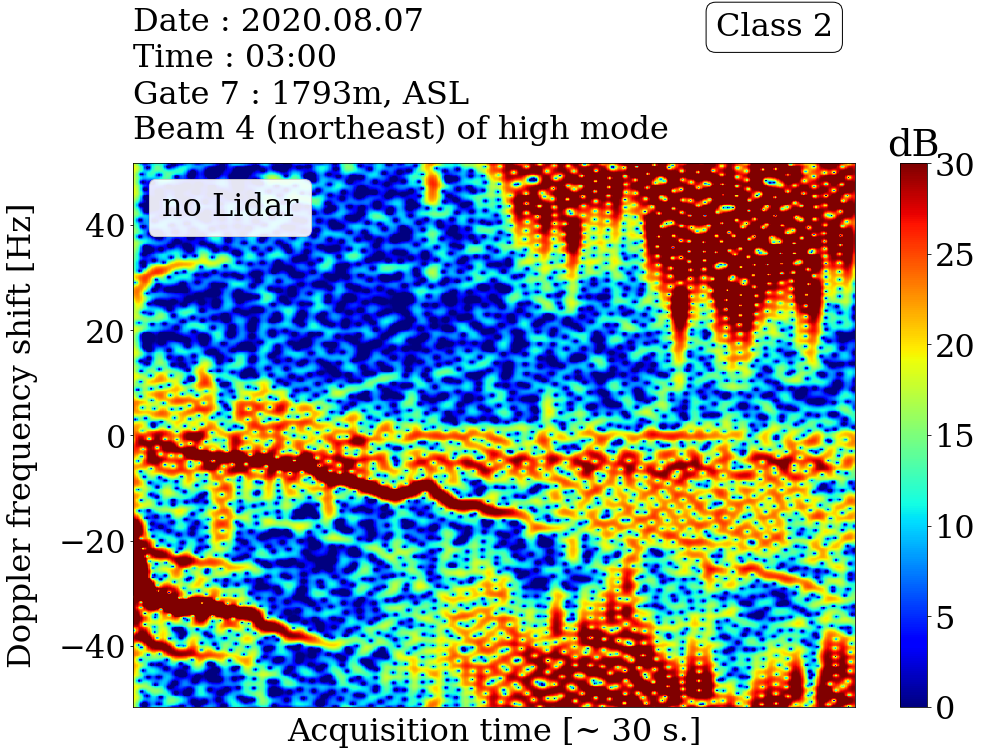 Date : 2020.08.07
Time : 03:00
Gate 7 : 1793m, ASL
Beam 4 (northeast) of high mode
Class 2
dB
no Lidar
Doppler frequency shift [Hz]
40
20
0
−20
−40
30
25
20
15
10
5
0
Acquisition time [~ 30 s.]